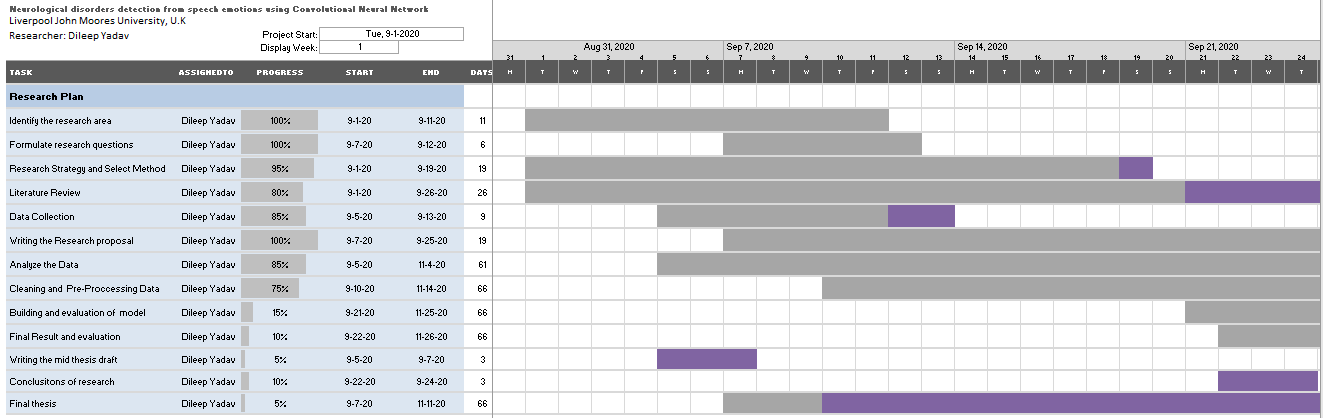 Neurological disorders detection from speech emotions using Convolutional Neural Network
Liverpool John Moores University, U.K
Researcher: Dileep Yadav
Project Start: Tue, 9-1-2020
Display Week: 1
Aug 31, 2020 Sep 7, 2020 Sep 14, 2020 Sep 21, 2020
31 1 2 3 4 5 6 7 8 9 10 11 12 13 14 15 16 17 18 19 20 21 22 23 24
TASK ASSIGNEDTO PROGRESS START END DAYS M T W T F S S M T W T F S S M T W T F S S M T W T
Research Plan
Identify the research area Dileep Yadav 100% 9-1-20 9-11-20 11
Formulate research questions Dileep Yadav 100% 9-7-20 9-12-20 6
Research Strategy and Select Method Dileep Yadav 95% 9-1-20 9-19-20 19
Literature Review Dileep Yadav 80% 9-1-20 9-26-20 26
Data Collection Dileep Yadav 85% 9-5-20 9-13-20 9
Writing the Research proposal Dileep Yadav 100% 9-7-20 9-25-20 19
Analyze the Data Dileep Yadav 85% 9-5-20 11-4-20 61
Cleaning and Pre-Proccessing Data Dileep Yadav 75% 9-10-20 11-14-20 66
Building and evaluation of model Dileep Yadav 15% 9-21-20 11-25-20 66
Final Result and evaluation Dileep Yadav 10% 9-22-20 11-26-20 66
Writing the mid thesis draft Dileep Yadav 5% 9-5-20 9-7-20 3
Conclusitons of research Dileep Yadav 10% 9-22-20 9-24-20 3
Final thesis Dileep Yadav 5% 9-7-20 11-11-20 66